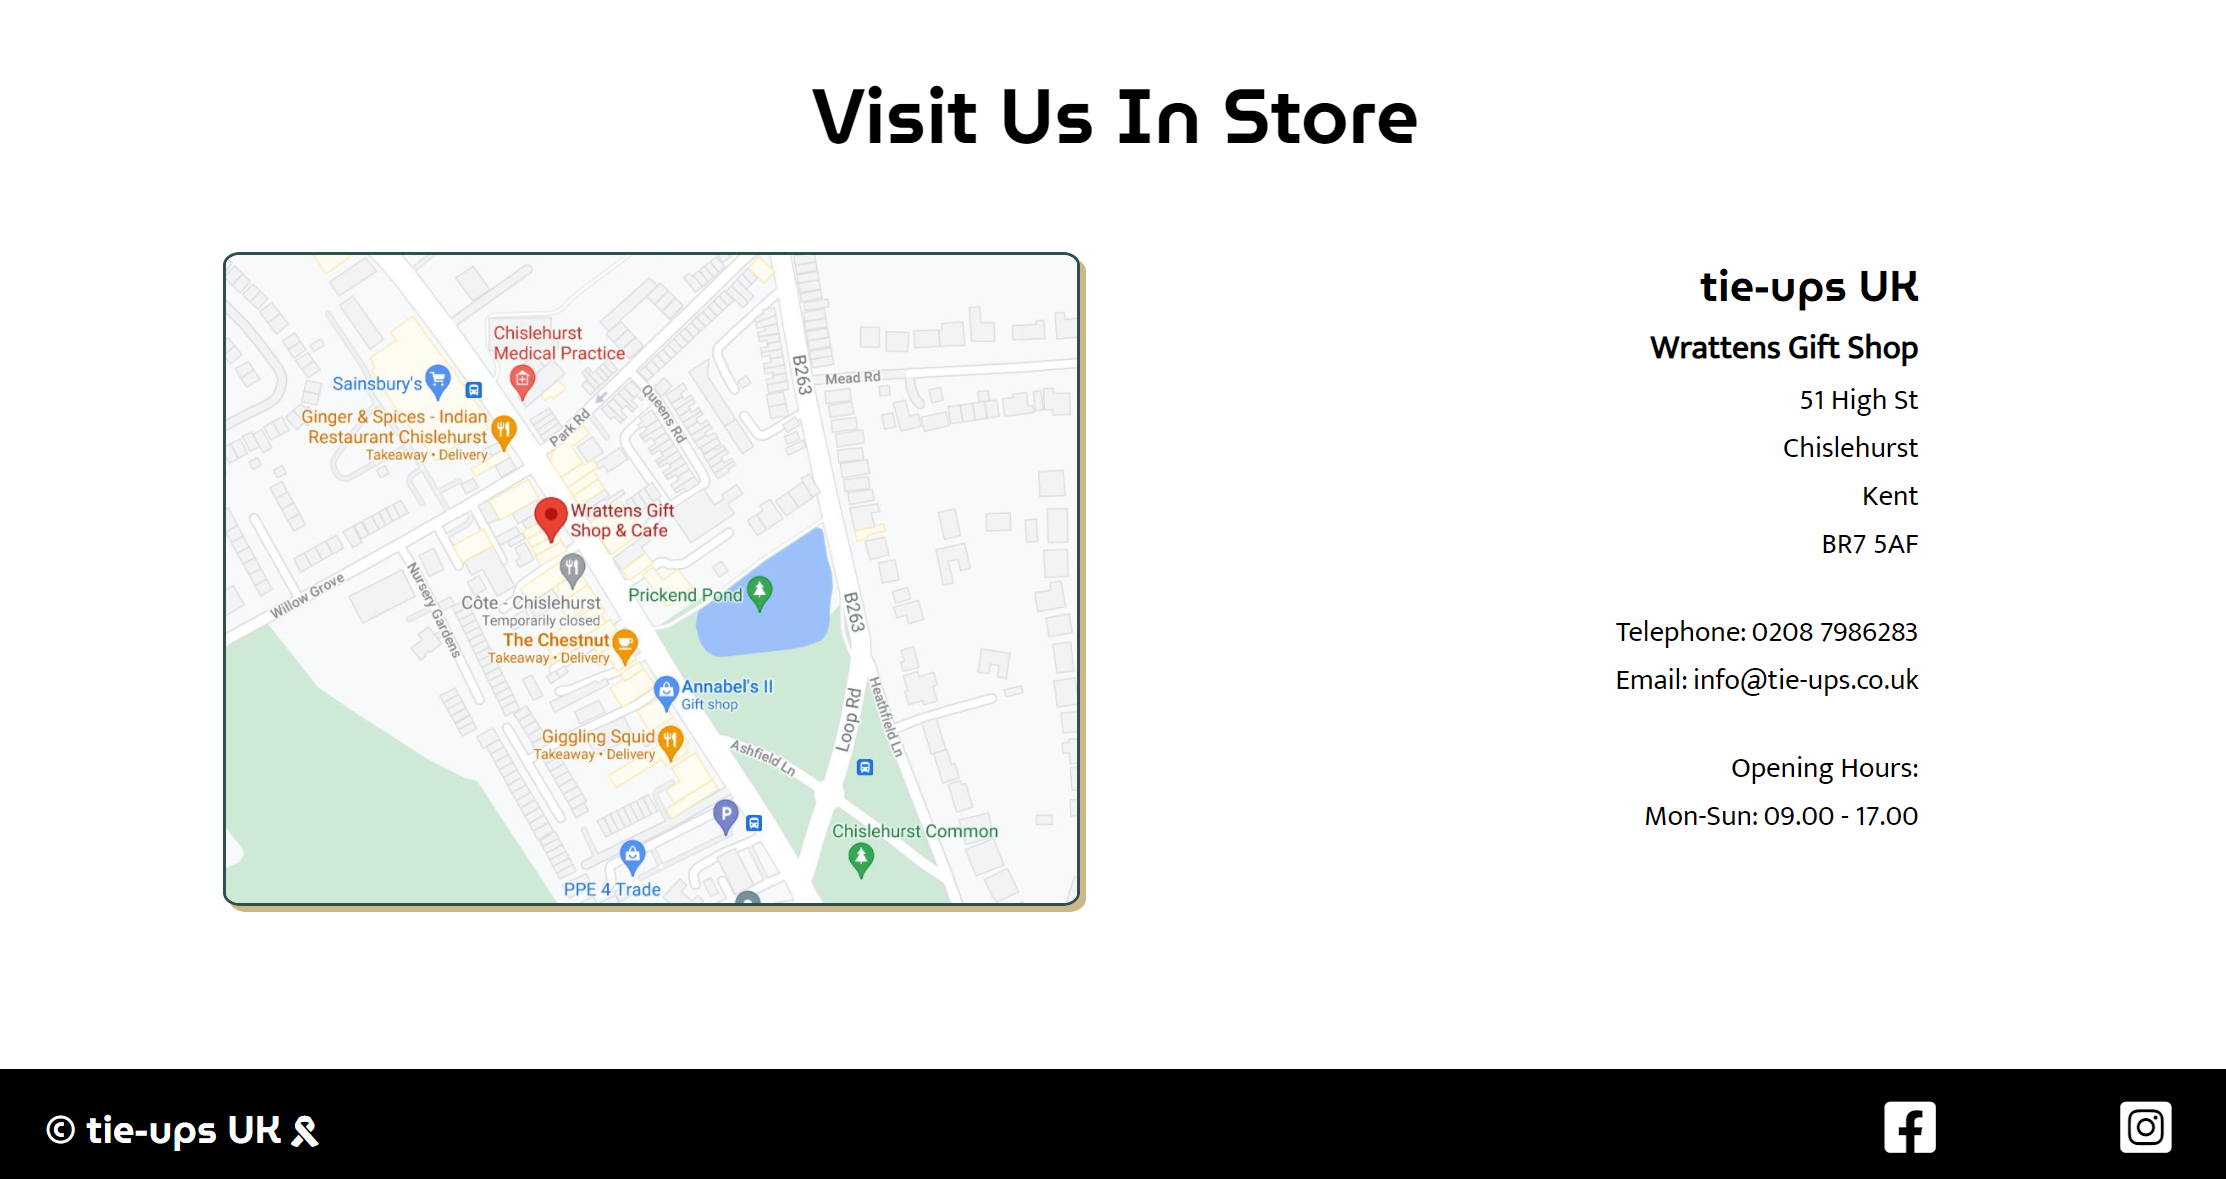 Visit Us In Store
Chislehurst
Medical Practice
Sainsbury's
Ginger & Spices - Indian
Restaurant Chislehurst
Takeaway • Delivery
Park Rd
Queens Rd
B263
Mead Rd
Wrattens Gift
Shop & Cafe
Willow Grove
Nursery Gardens
Côte - Chislehurst
Temporarily closed
Prickend Pond
B263
The Chestnut
Takeaway • Delivery
Annabel's II
Gift shop
Loop Rd
Heathfield Ln
Giggling Squid
Takeaway • Delivery
Ashfield Ln
P
Chislehurst Common
PPE 4 Trade
tie-ups UK
Wrattens Gift Shop
51 High St
Chislehurst
Kent
BR7 5AF
Telephone: 0208 7986283
Email: info@tie-ups.co.uk
Opening Hours:
Mon-Sun: 09.00 - 17.00
© tie-ups UK